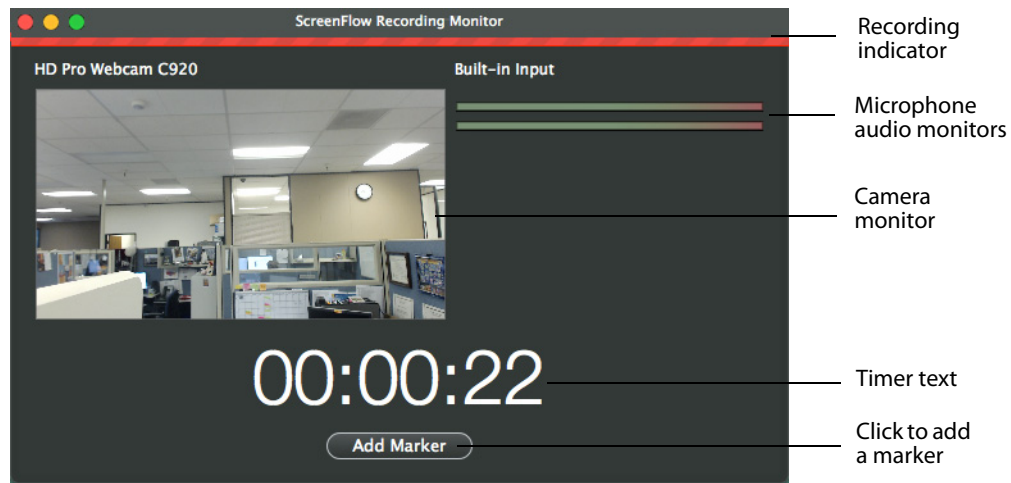 ScreenFlow Recording Monitor
HD Pro Webcam C920
Built-in Input
00:00:22
Add Marker
Recording
indicator
Microphone
audio monitors
Camera
monitor
Timer text
Click to add
a marker